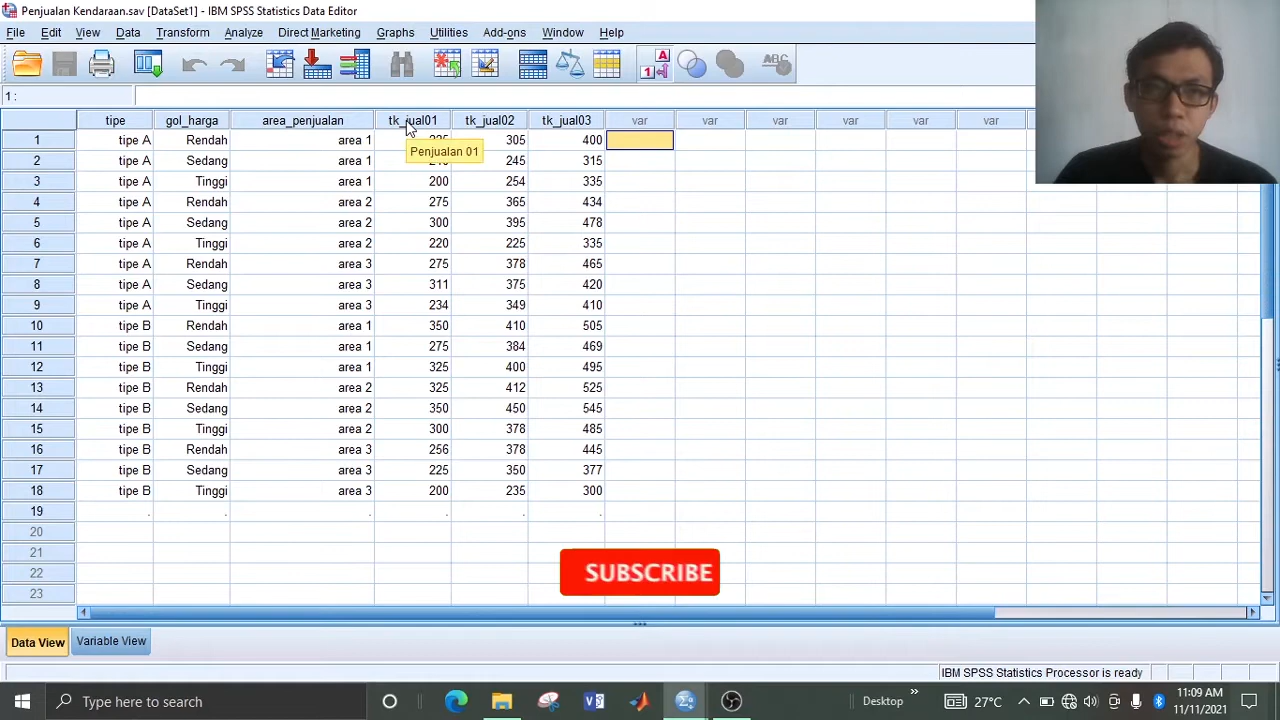 Penjualan Kendaraan.sav [DataSet1] - IBM SPSS Statistics Data Editor
File Edit View Data Transform Analyze Direct Marketing Graphs Utilities Add-ons Window Help
1 :
tipe gol_harga area_penjualan tk_jual01 tk_jual02 tk_jual03 var var var var var var
1 tipe A Rendah area 1 305 400
Penjualan 01
2 tipe A Sedang area 1 245 315
3 tipe A Tinggi area 1 200 254 335
4 tipe A Rendah area 2 275 365 434
5 tipe A Sedang area 2 300 395 478
6 tipe A Tinggi area 2 220 225 335
7 tipe A Rendah area 3 275 378 465
8 tipe A Sedang area 3 311 375 420
9 tipe A Tinggi area 3 234 349 410
10 tipe B Rendah area 1 350 410 505
11 tipe B Sedang area 1 275 384 469
12 tipe B Tinggi area 1 325 400 495
13 tipe B Rendah area 2 325 412 525
14 tipe B Sedang area 2 350 450 545
15 tipe B Tinggi area 2 300 378 485
16 tipe B Rendah area 3 256 378 445
17 tipe B Sedang area 3 225 350 377
18 tipe B Tinggi area 3 200 235 300
19 . . . . . .
20
21
22
23
SUBSCRIBE
Data View Variable View
IBM SPSS Statistics Processor is ready
Type here to search
Desktop
27°C
11:09 AM
11/11/2021